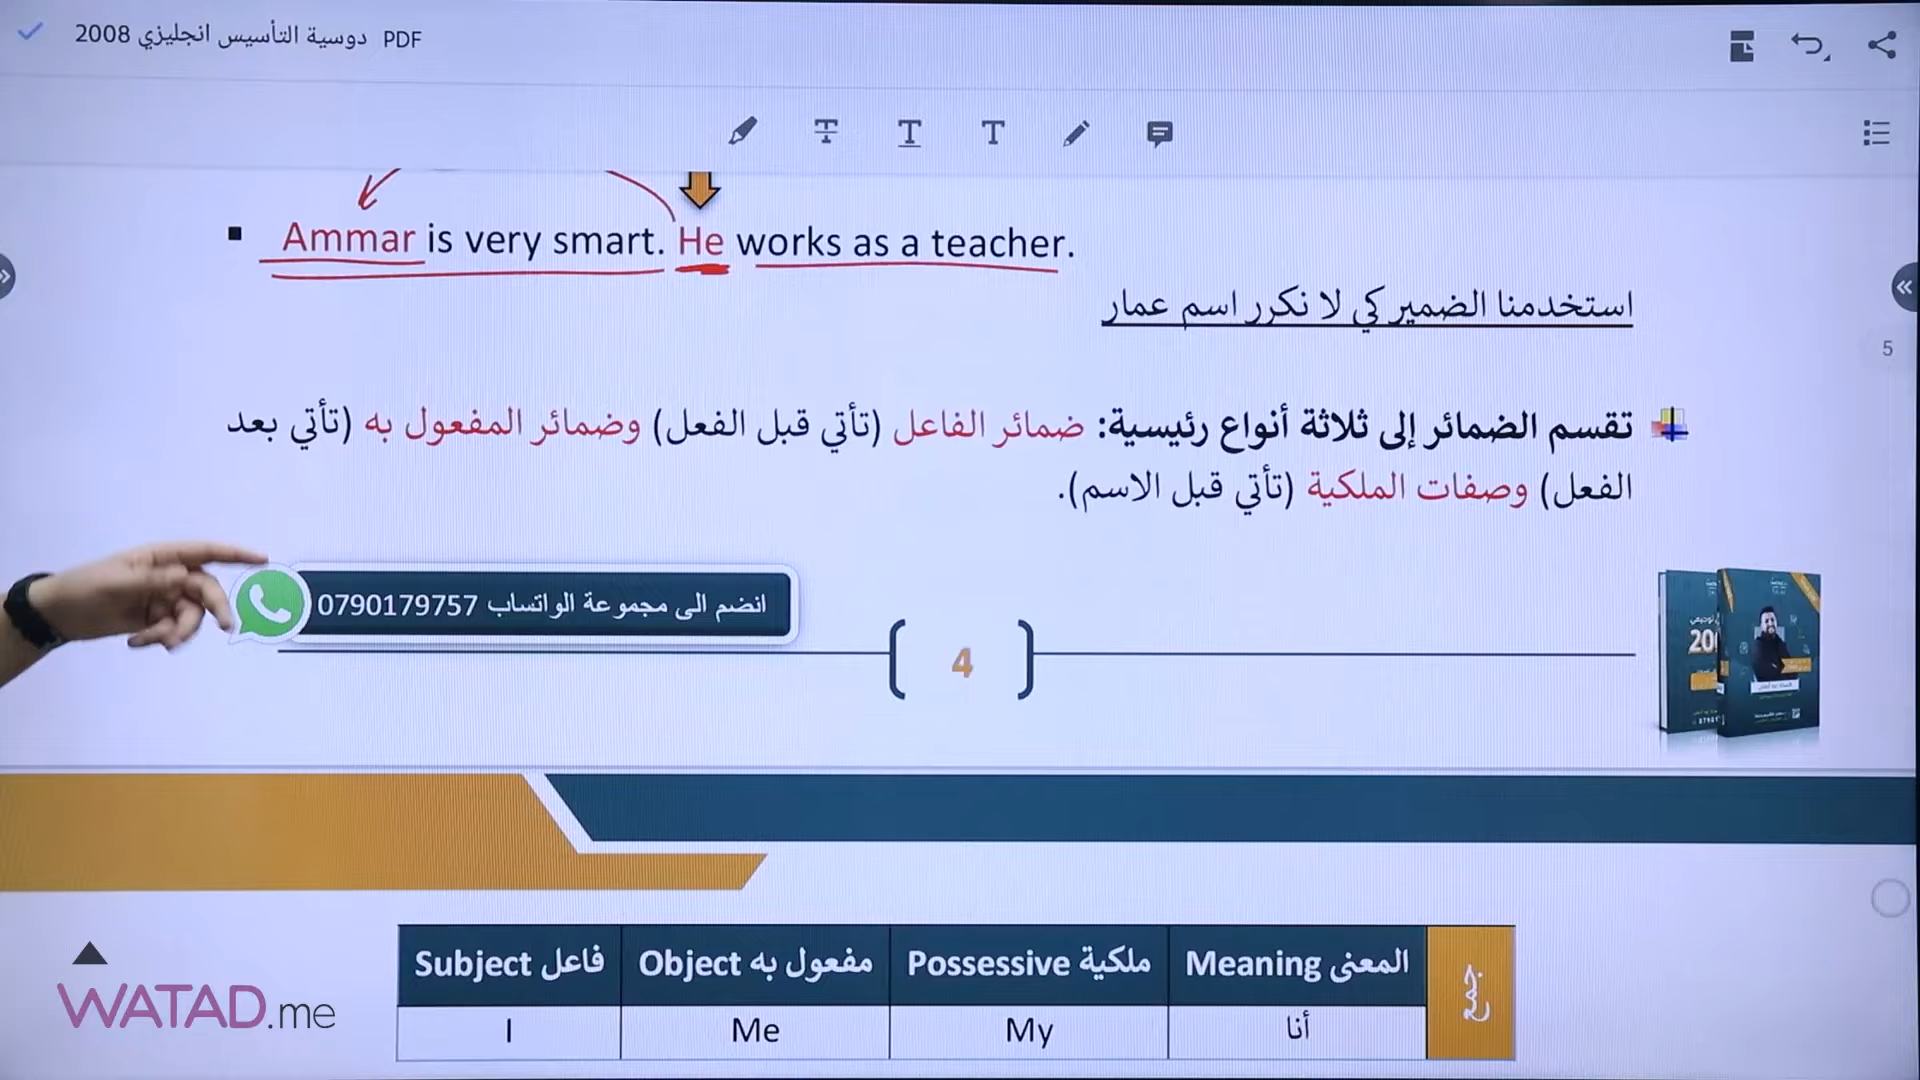 دوسية التأسيس انجليزي 2008 PDF
Ammar is very smart. He works as a teacher.
استخدمنا الضمير كي لا نكرر اسم عمار
5
تقسم الضمائر إلى ثلاثة أنواع رئيسية: ضمائر الفاعل (تأتي قبل الفعل) وضمائر المفعول به (تأتي بعد
الفعل) وصفات الملكية (تأتي قبل الاسم).
انضم الى مجموعة الواتساب 0790179757
4
Subject فاعل | Object مفعول به | Possessive ملكية | Meaning المعنى | جمع
I | Me | My | أنا
WATAD.me